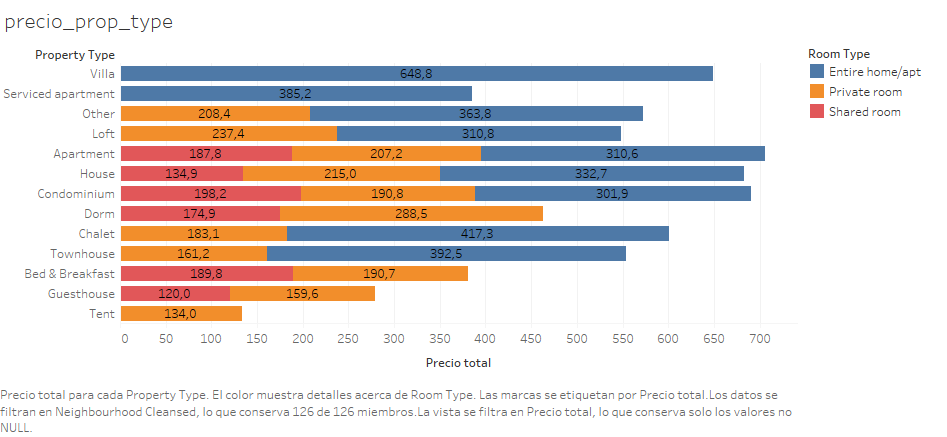 precio_prop_type
Property Type
Room Type
Villa 648,8
Entire home/apt
Serviced apartment 385,2
Private room
Other 208,4 363,8
Shared room
Loft 237,4 310,8
Apartment 187,8 207,2 310,6
House 134,9 215,0 332,7
Condominium 198,2 190,8 301,9
Dorm 174,9 288,5
Chalet 183,1 417,3
Townhouse 161,2 392,5
Bed & Breakfast 189,8 190,7
Guesthouse 120,0 159,6
Tent 134,0
0 50 100 150 200 250 300 350 400 450 500 550 600 650 700
Precio total
Precio total para cada Property Type. El color muestra detalles acerca de Room Type. Las marcas se etiquetan por Precio total.Los datos se
filtran en Neighbourhood Cleansed, lo que conserva 126 de 126 miembros.La vista se filtra en Precio total, lo que conserva solo los valores no
NULL.